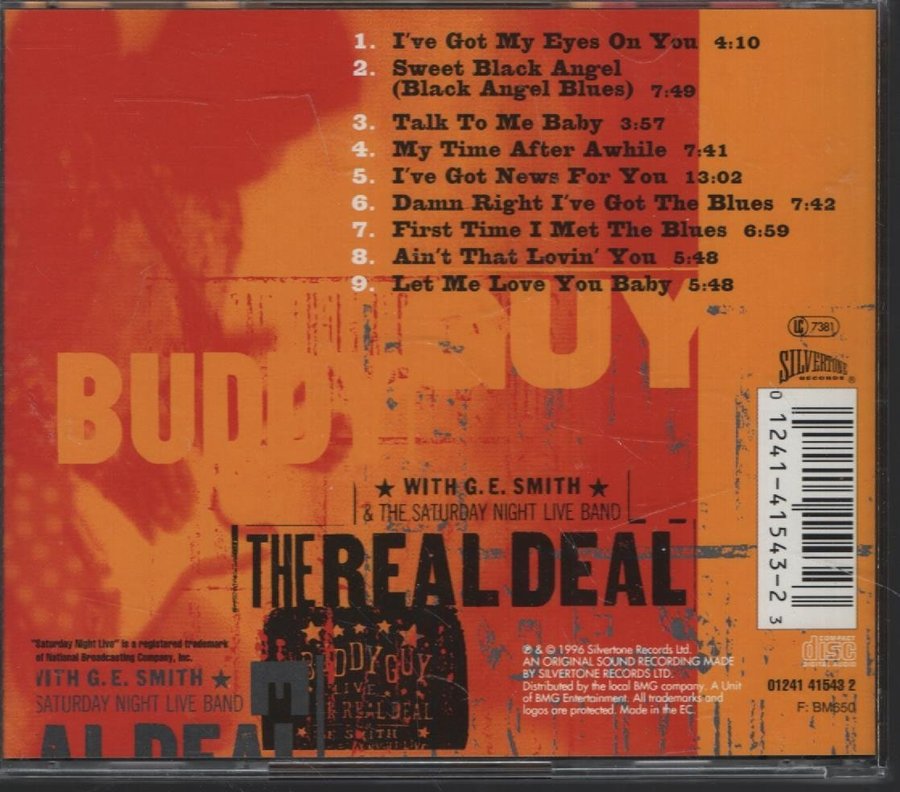 1. I've Got My Eyes On You 4:10
2. Sweet Black Angel
(Black Angel Blues) 7:49
3. Talk To Me Baby 3:57
4. My Time After Awhile 7:41
5. I've Got News For You 13:02
6. Damn Right I've Got The Blues 7:42
7. First Time I Met The Blues 6:59
8. Ain't That Lovin' You 5:48
9. Let Me Love You Baby 5:48
LC 7381
SILVERTONE
RECORDS ®
BUDDY GUY
★ WITH G. E. SMITH ★
& THE SATURDAY NIGHT LIVE BAND
THE REAL DEAL
0 1241-41543-2 3
"Saturday Night Live" is a registered trademark
of National Broadcasting Company, Inc.
WITH G. E. SMITH ★
SATURDAY NIGHT LIVE BAND
AL DEAL
BUDDY GUY
LIVE
REAL DEAL
SMITH
℗ & © 1996 Silvertone Records Ltd.
AN ORIGINAL SOUND RECORDING MADE
BY SILVERTONE RECORDS LTD.
Distributed by the local BMG company. A Unit
of BMG Entertainment. All trademarks and
logos are protected. Made in the EC.
COMPACT
disc
DIGITAL AUDIO
01241 41543 2
F: BM650